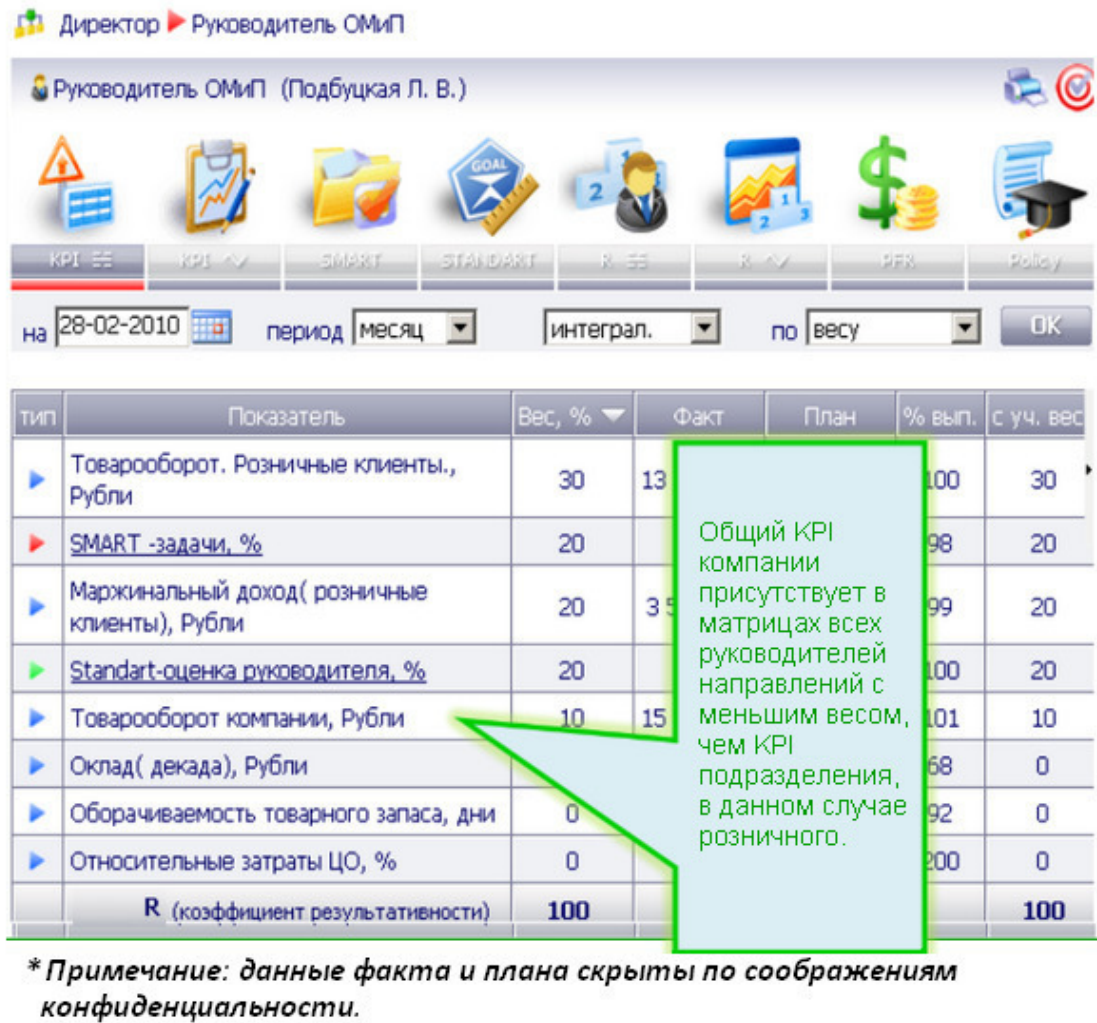 Директор Руководитель ОМиП
Руководитель ОМиП (Подбуцкая Л. В.)
GOAL
KPI KPI SMART STANDART R R PFR Policy
на 28-02-2010 период месяц интеграл. по весу OK
тип Показатель Вес, % Факт План % вып. с уч. вес
Товарооборот. Розничные клиенты., Рубли 30 13 100 30
SMART -задачи, % 20 98 20
Маржинальный доход( розничные клиенты), Рубли 20 3 5 99 20
Standart-оценка руководителя, % 20 100 20
Товарооборот компании, Рубли 10 15 101 10
Оклад( декада), Рубли 68 0
Оборачиваемость товарного запаса, дни 0 92 0
Относительные затраты ЦО, % 0 200 0
R (коэффициент результативности) 100 100
Общий KPI
компании
присутствует в
матрицах всех
руководителей
направлений с
меньшим весом,
чем KPI
подразделения,
в данном случае
розничного.
* Примечание: данные факта и плана скрыты по соображениям
конфиденциальности.